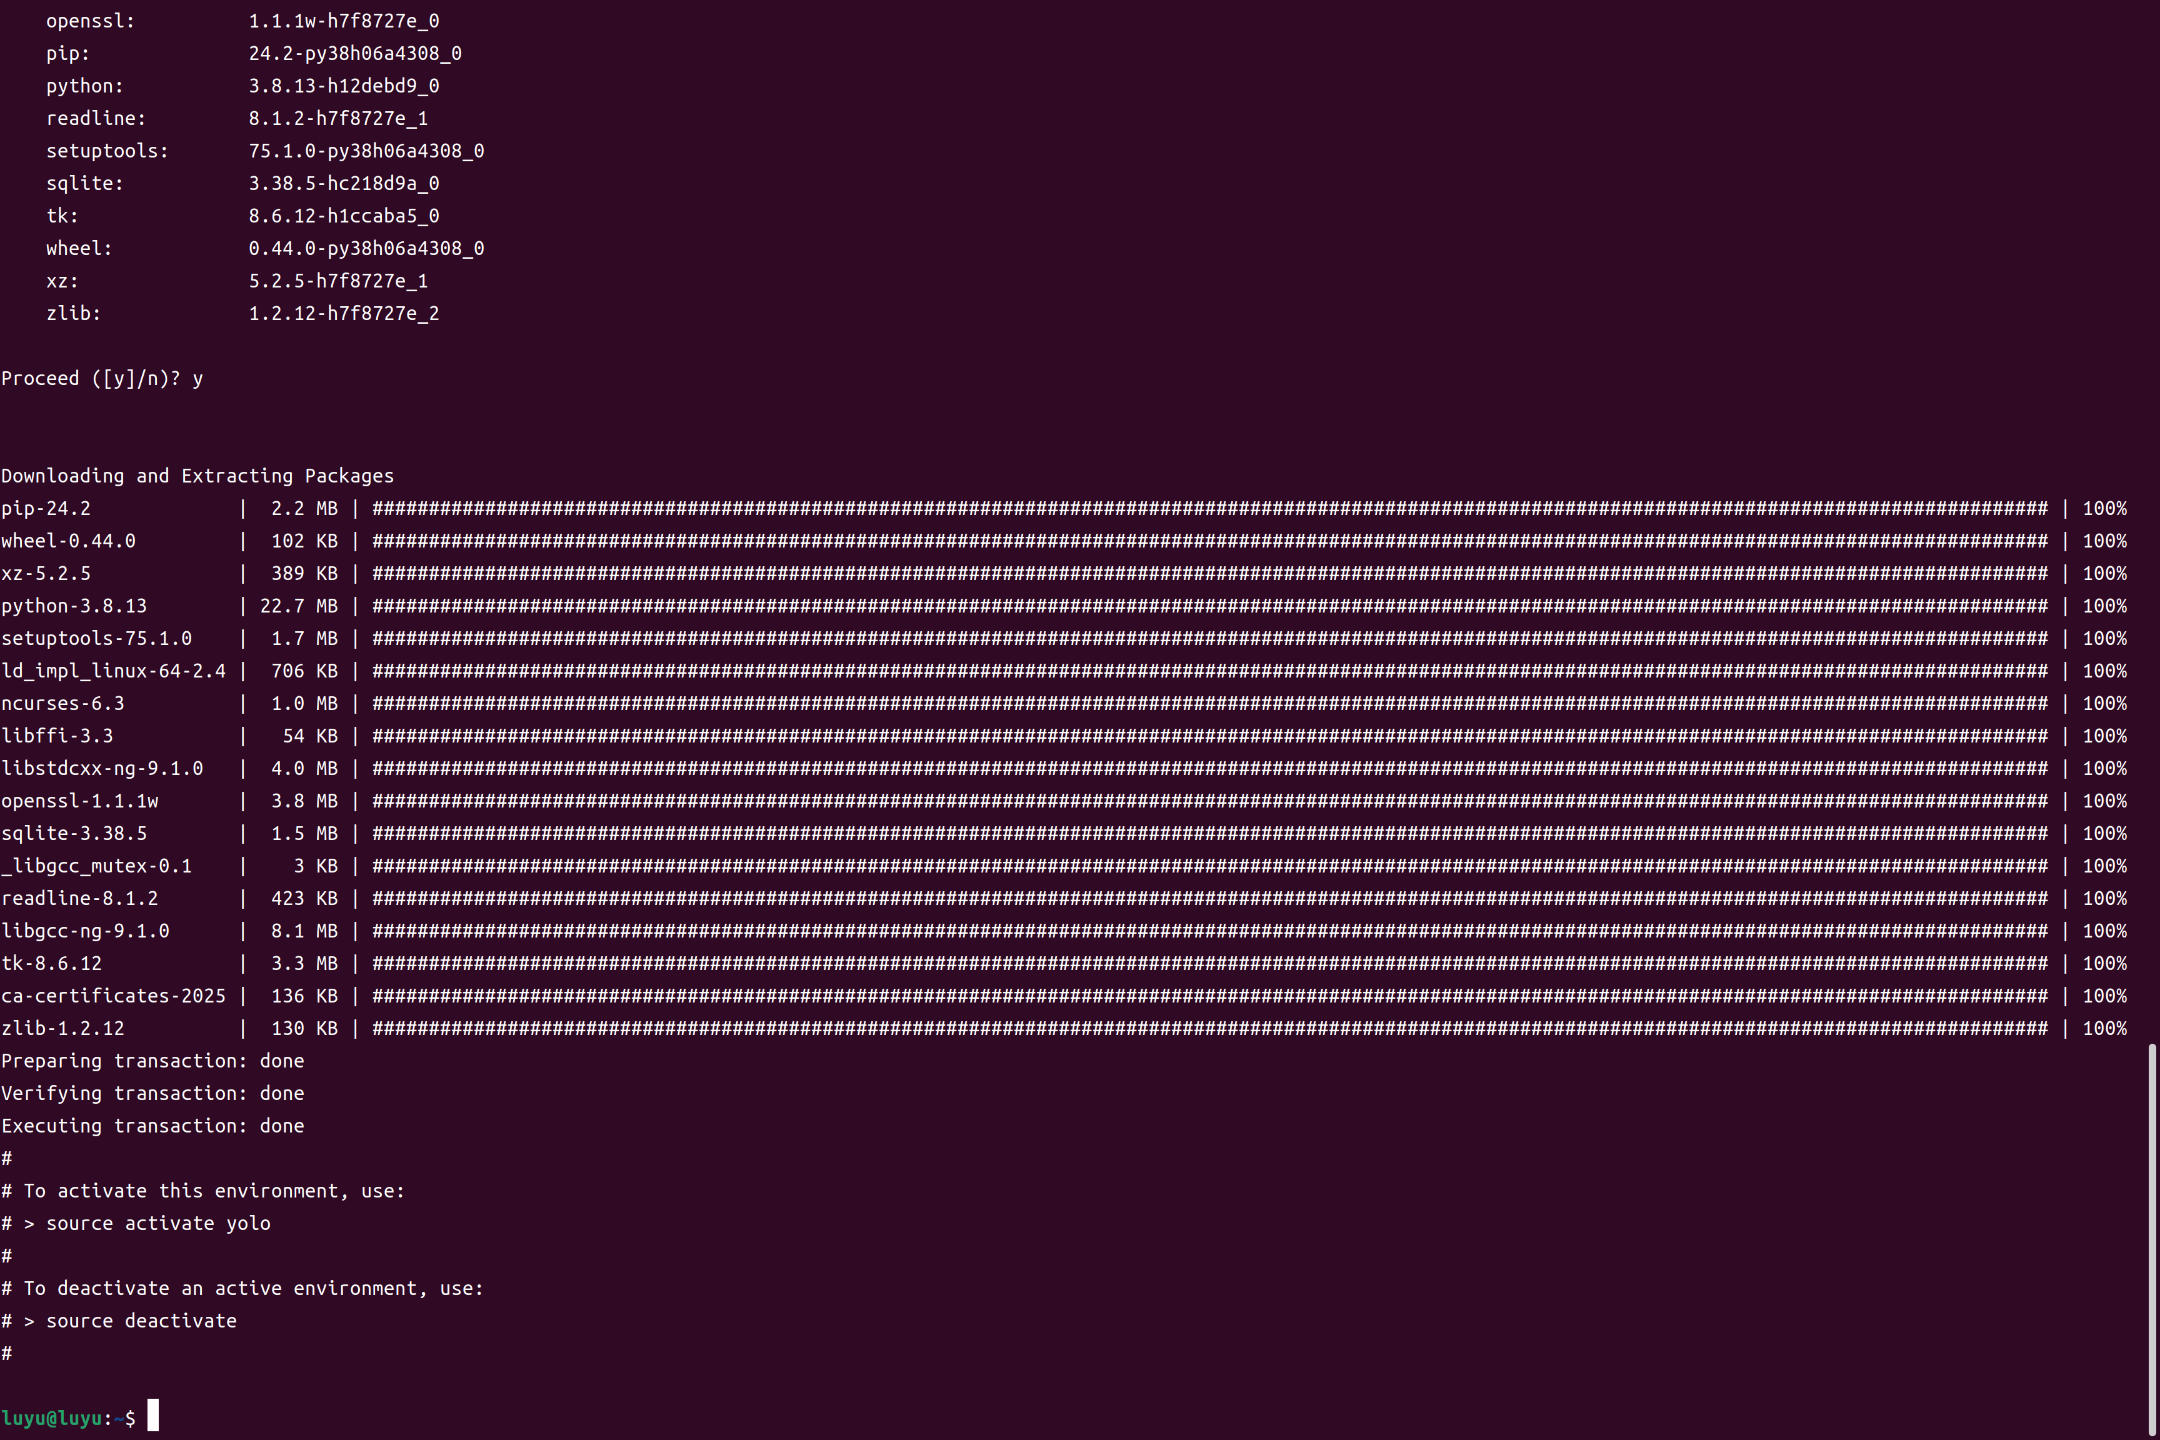 openssl: 1.1.1w-h7f8727e_0
pip: 24.2-py38h06a4308_0
python: 3.8.13-h12debd9_0
readline: 8.1.2-h7f8727e_1
setuptools: 75.1.0-py38h06a4308_0
sqlite: 3.38.5-hc218d9a_0
tk: 8.6.12-h1ccaba5_0
wheel: 0.44.0-py38h06a4308_0
xz: 5.2.5-h7f8727e_1
zlib: 1.2.12-h7f8727e_2
Proceed ([y]/n)? y
Downloading and Extracting Packages
pip-24.2 | 2.2 MB | ##################################################################################################################################################### | 100%
wheel-0.44.0 | 102 KB | ##################################################################################################################################################### | 100%
xz-5.2.5 | 389 KB | ##################################################################################################################################################### | 100%
python-3.8.13 | 22.7 MB | ##################################################################################################################################################### | 100%
setuptools-75.1.0 | 1.7 MB | ##################################################################################################################################################### | 100%
ld_impl_linux-64-2.4 | 706 KB | ##################################################################################################################################################### | 100%
ncurses-6.3 | 1.0 MB | ##################################################################################################################################################### | 100%
libffi-3.3 | 54 KB | ##################################################################################################################################################### | 100%
libstdcxx-ng-9.1.0 | 4.0 MB | ##################################################################################################################################################### | 100%
openssl-1.1.1w | 3.8 MB | ##################################################################################################################################################### | 100%
sqlite-3.38.5 | 1.5 MB | ##################################################################################################################################################### | 100%
_libgcc_mutex-0.1 | 3 KB | ##################################################################################################################################################### | 100%
readline-8.1.2 | 423 KB | ##################################################################################################################################################### | 100%
libgcc-ng-9.1.0 | 8.1 MB | ##################################################################################################################################################### | 100%
tk-8.6.12 | 3.3 MB | ##################################################################################################################################################### | 100%
ca-certificates-2025 | 136 KB | ##################################################################################################################################################### | 100%
zlib-1.2.12 | 130 KB | ##################################################################################################################################################### | 100%
Preparing transaction: done
Verifying transaction: done
Executing transaction: done
#
# To activate this environment, use:
# > source activate yolo
#
# To deactivate an active environment, use:
# > source deactivate
#
luyu@luyu:~$